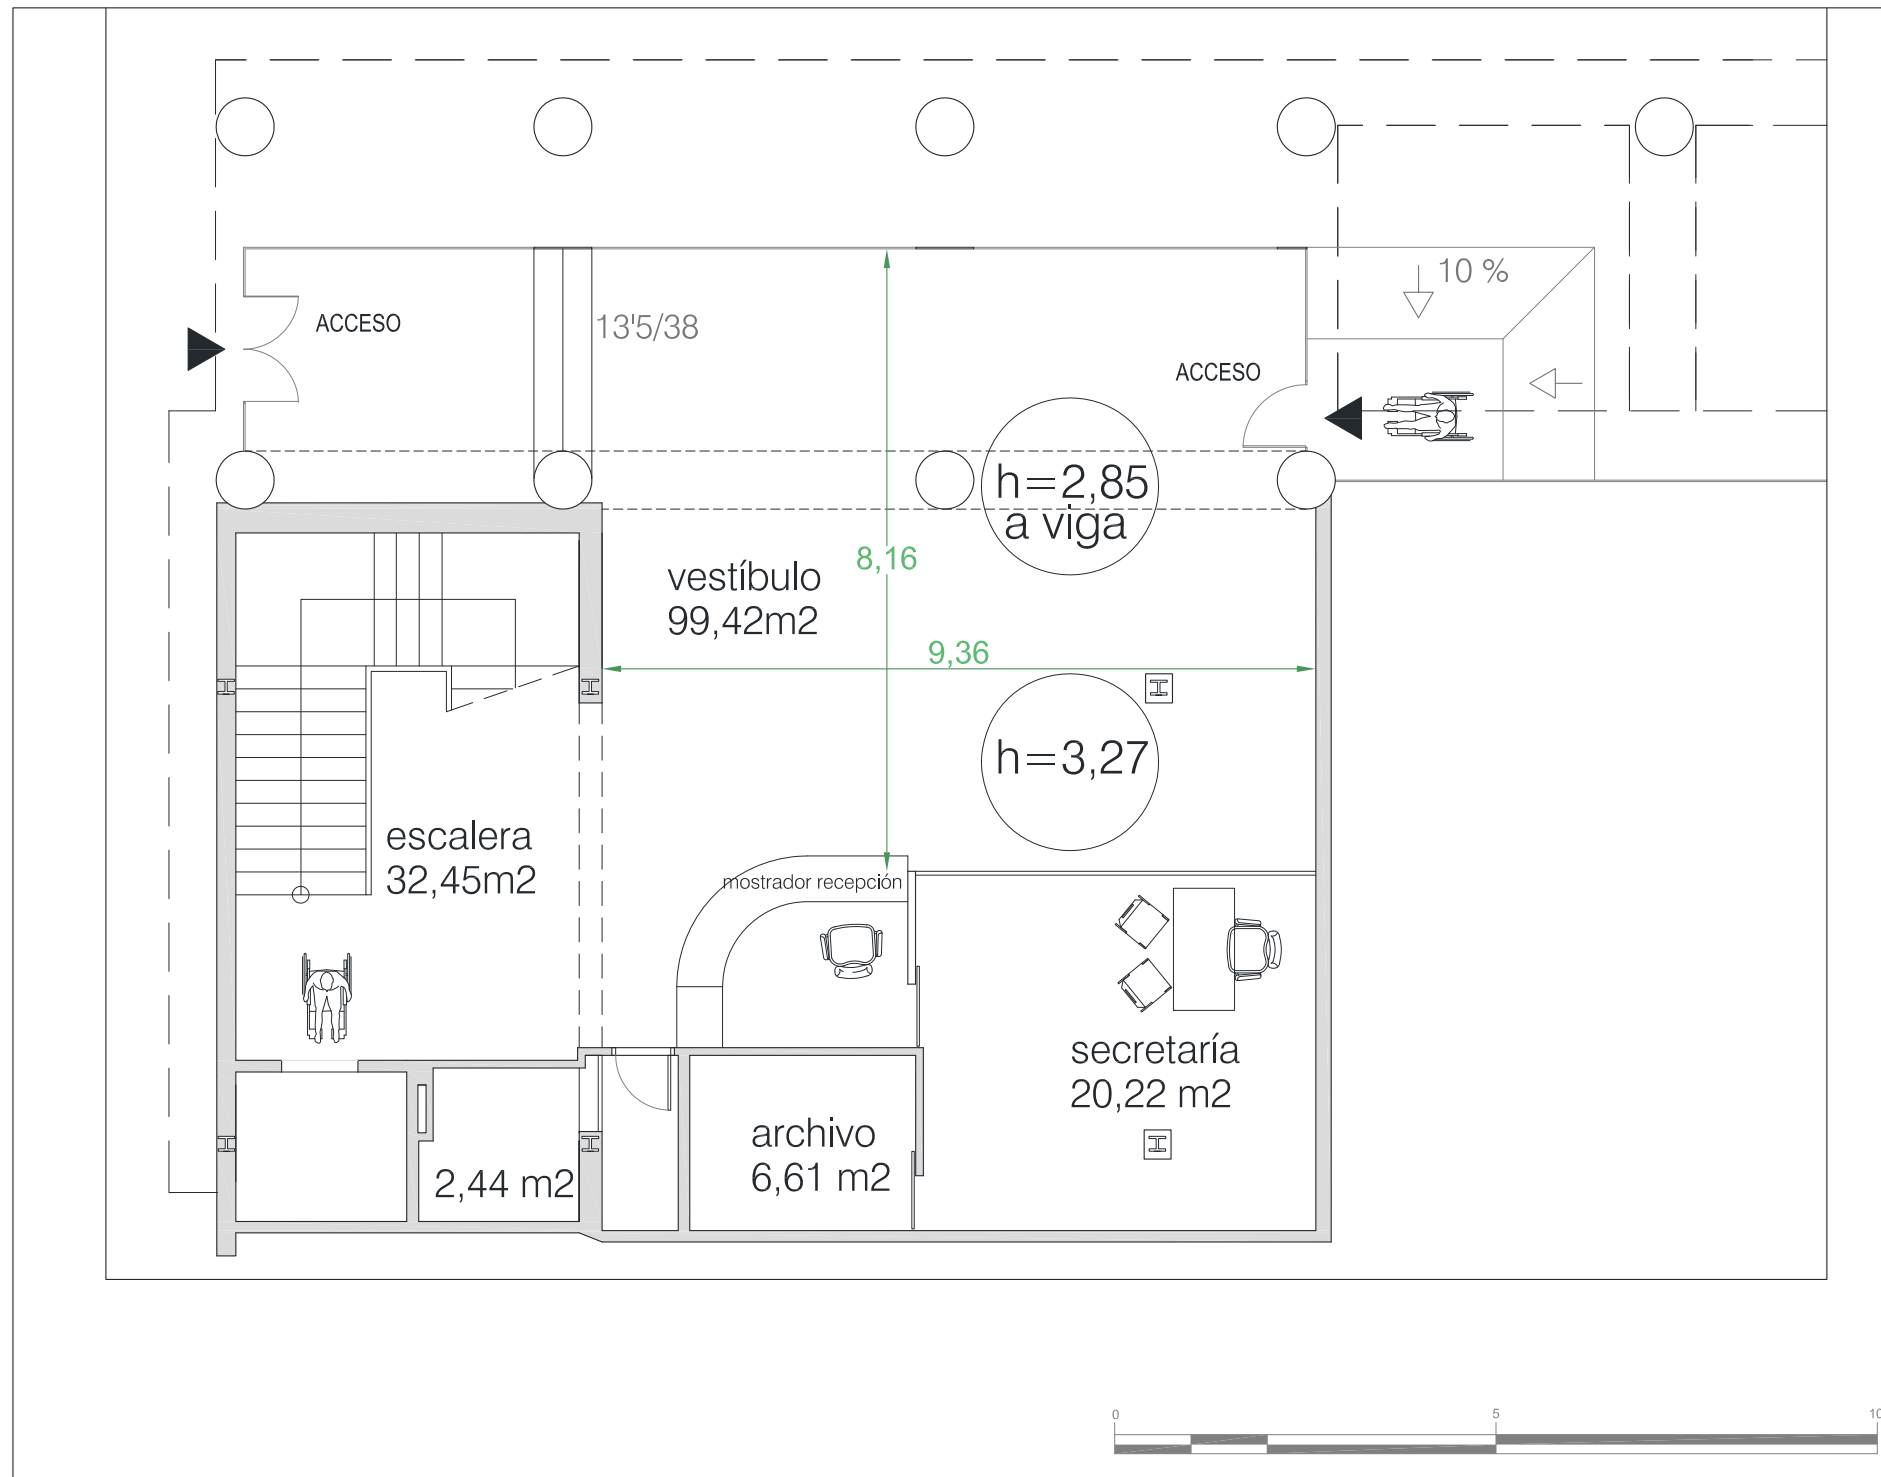 10 %
ACCESO
13'5/38
ACCESO
h=2,85
a viga
8,16
vestíbulo
99,42m2
9,36
h=3,27
escalera
32,45m2
mostrador recepción
secretaría
20,22 m2
archivo
6,61 m2
2,44 m2
0
5
10